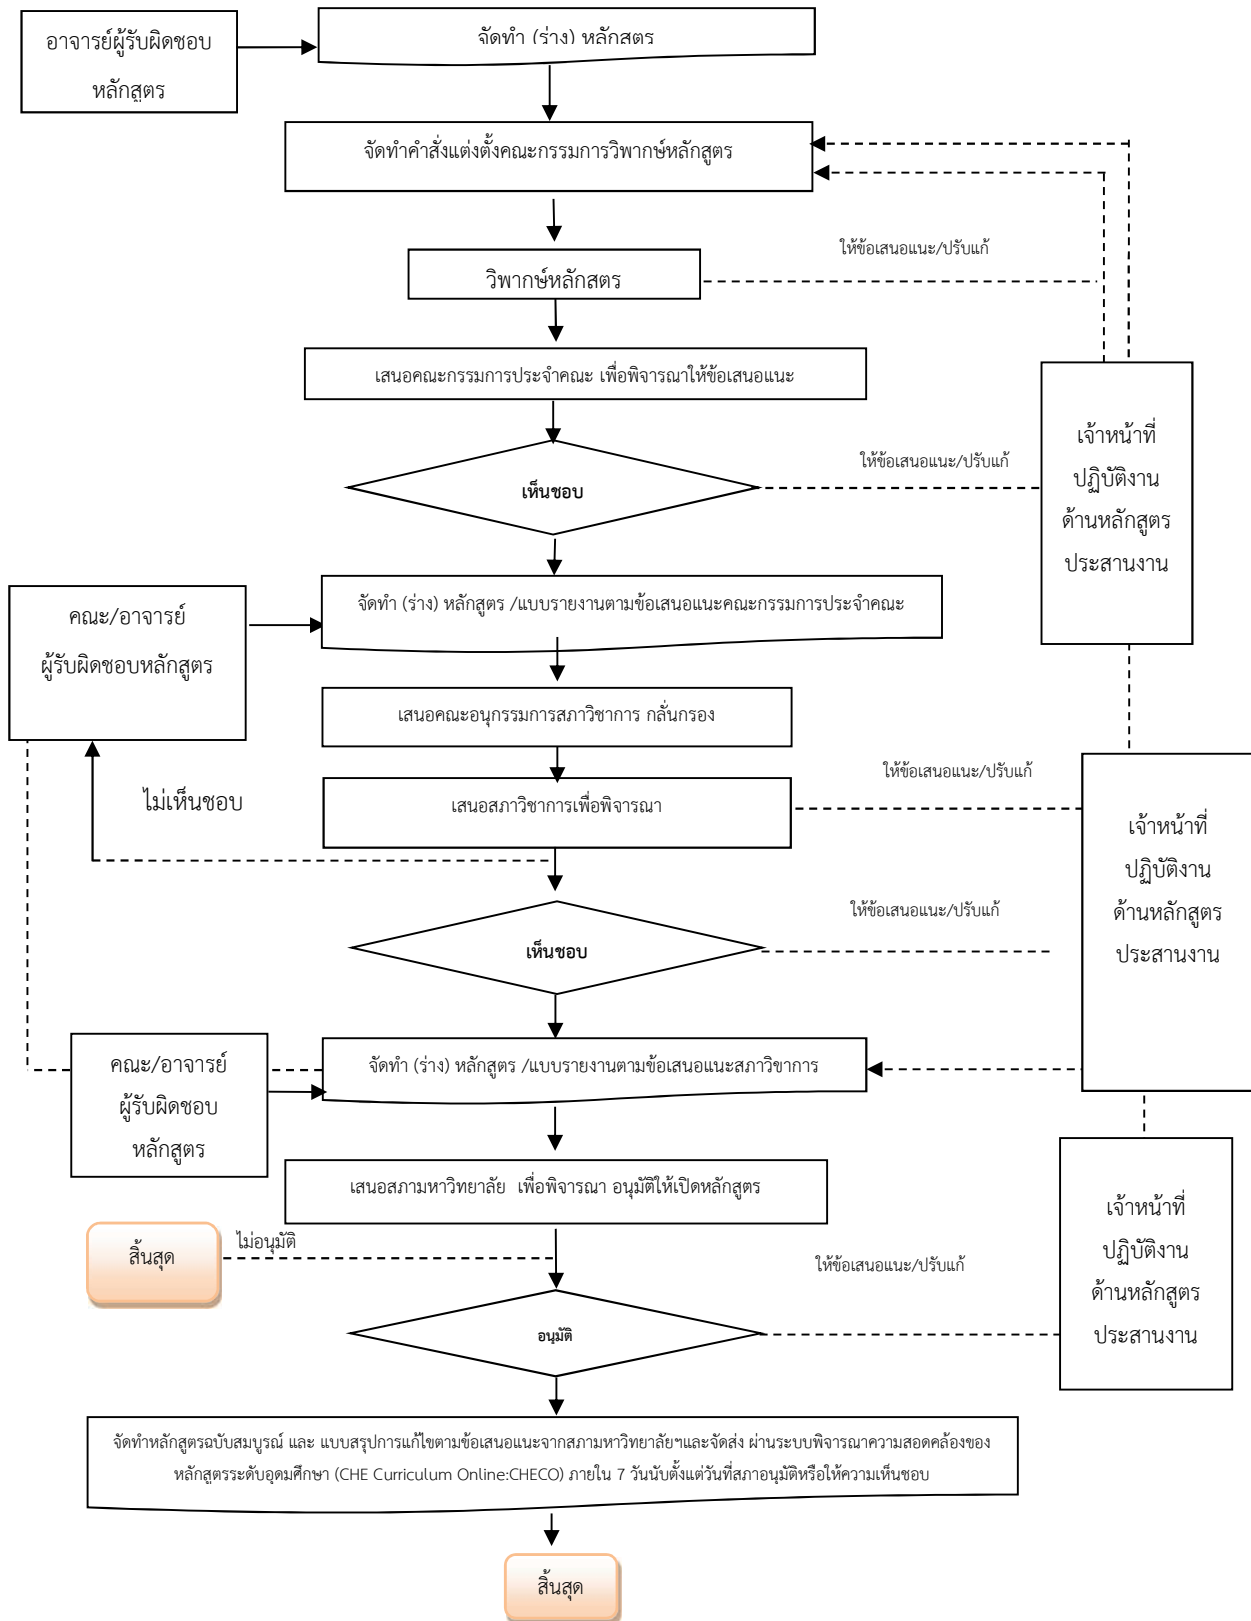 อาจารย์ผู้รับผิดชอบ
หลักสูตร
จัดทำ (ร่าง) หลักสูตร
จัดทำคำสั่งแต่งตั้งคณะกรรมการวิพากษ์หลักสูตร
ให้ข้อเสนอแนะ/ปรับแก้
วิพากษ์หลักสูตร
เสนอคณะกรรมการประจำคณะ เพื่อพิจารณาให้ข้อเสนอแนะ
เจ้าหน้าที่
ปฏิบัติงาน
ด้านหลักสูตร
ประสานงาน
ให้ข้อเสนอแนะ/ปรับแก้
เห็นชอบ
คณะ/อาจารย์
ผู้รับผิดชอบหลักสูตร
จัดทำ (ร่าง) หลักสูตร /แบบรายงานตามข้อเสนอแนะคณะกรรมการประจำคณะ
เสนอคณะอนุกรรมการสภาวิชาการ กลั่นกรอง
ให้ข้อเสนอแนะ/ปรับแก้
ไม่เห็นชอบ
เสนอสภาวิชาการเพื่อพิจารณา
เจ้าหน้าที่
ปฏิบัติงาน
ด้านหลักสูตร
ประสานงาน
ให้ข้อเสนอแนะ/ปรับแก้
เห็นชอบ
คณะ/อาจารย์
ผู้รับผิดชอบ
หลักสูตร
จัดทำ (ร่าง) หลักสูตร /แบบรายงานตามข้อเสนอแนะสภาวิชาการ
เสนอสภามหาวิทยาลัย  เพื่อพิจารณา อนุมัติให้เปิดหลักสูตร
เจ้าหน้าที่
ปฏิบัติงาน
ด้านหลักสูตร
ประสานงาน
สิ้นสุด
ไม่อนุมัติ
ให้ข้อเสนอแนะ/ปรับแก้
อนุมัติ
จัดทำหลักสูตรฉบับสมบูรณ์ และ แบบสรุปการแก้ไขตามข้อเสนอแนะจากสภามหาวิทยาลัยฯและจัดส่ง ผ่านระบบพิจารณาความสอดคล้องของ
หลักสูตรระดับอุดมศึกษา (CHE Curriculum Online:CHECO) ภายใน 7 วันนับตั้งแต่วันที่สภาอนุมัติหรือให้ความเห็นชอบ
สิ้นสุด